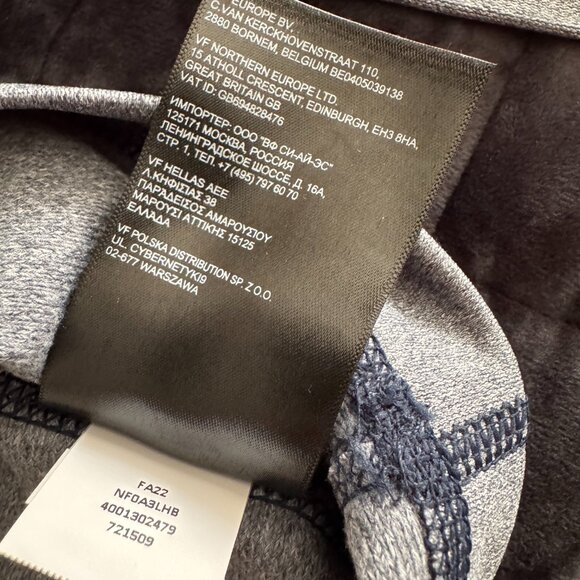 EUROPE BV,
C.VAN KERCKHOVENSTRAAT 110,
2880 BORNEM, BELGIUM BE0405039138
VF NORTHERN EUROPE LTD.
15 ATHOLL CRESCENT, EDINBURGH, EH3 8HA,
GREAT BRITAIN GB
VAT ID: GB694828476
ИМПОРТЕР: ООО "ВФ СИ-АЙ-ЭС"
125171 МОСКВА, РОССИЯ
ЛЕНИНГРАДСКОЕ ШОССЕ, Д. 16А,
СТР. 1, ТЕЛ. +7 (495) 797 60 70
VF HELLAS AEE
Λ.ΚΗΦΙΣΙΑΣ 38
ΠΑΡΑΔΕΙΣΟΣ ΑΜΑΡΟΥΣΙΟΥ
ΜΑΡΟΥΣΙ ΑΤΤΙΚΗΣ 15125
ΕΛΛΑΔΑ
VF POLSKA DISTRIBUTION SP. Z O.O.
UL. CYBERNETYKI9
02-677 WARSZAWA
FA22
NF0A3LHB
4001302479
721509